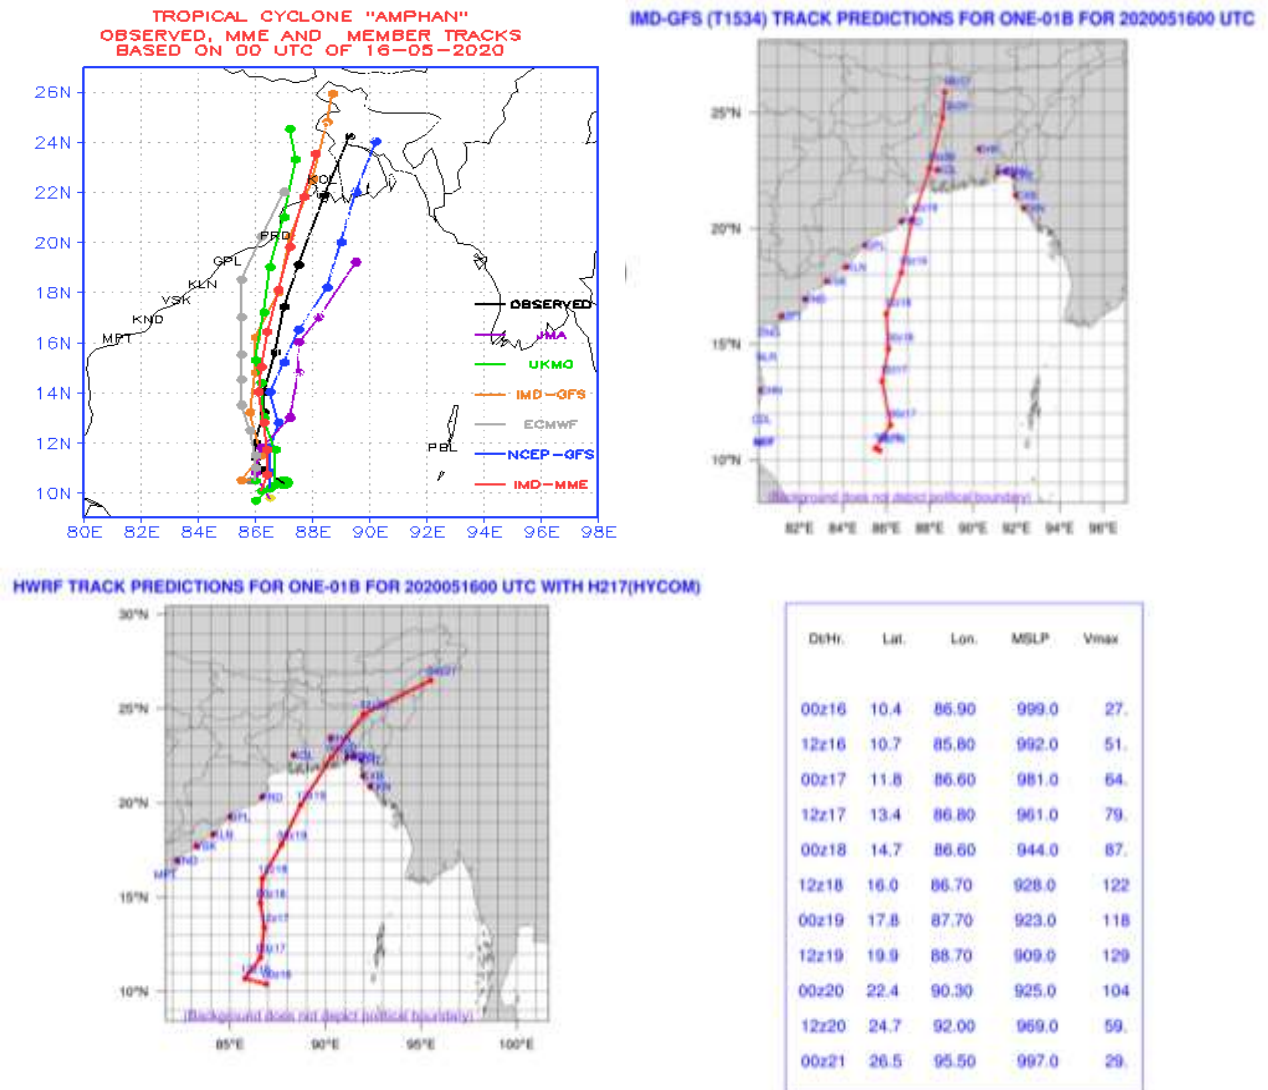 TROPICAL CYCLONE "AMPHAN"
OBSERVED, MME AND MEMBER TRACKS
BASED ON 00 UTC OF 16-05-2020
26N
24N
22N
20N
18N
16N
14N
12N
10N
80E 82E 84E 86E 88E 90E 92E 94E 96E 98E
KOL
PRD
GPL
KLN
VSK
KND
MPT
PBL
OBSERVED
JMA
UKMO
IMD-GFS
ECMWF
NCEP-GFS
IMD-MME
IMD-GFS (T1534) TRACK PREDICTIONS FOR ONE-01B FOR 2020051600 UTC
25°N
20°N
15°N
10°N
GPL
KLN
(Background does not depict political boundary)
82°E 84°E 86°E 88°E 90°E 92°E 94°E 96°E
HWRF TRACK PREDICTIONS FOR ONE-01B FOR 2020051600 UTC WITH H217(HYCOM)
30°N
25°N
20°N
15°N
10°N
PRD
GPL
KLN
VSK
KND
MPT
12z17
(Background does not depict political boundary)
85°E 90°E 95°E 100°E
Dt/Hr. Lat. Lon. MSLP Vmax
00z16 10.4 86.90 999.0 27.
12z16 10.7 85.80 992.0 51.
00z17 11.8 86.60 981.0 64.
12z17 13.4 86.80 961.0 79.
00z18 14.7 86.60 944.0 87.
12z18 16.0 86.70 928.0 122
00z19 17.8 87.70 923.0 118
12z19 19.9 88.70 909.0 129
00z20 22.4 90.30 925.0 104
12z20 24.7 92.00 969.0 59.
00z21 26.5 95.50 997.0 29.